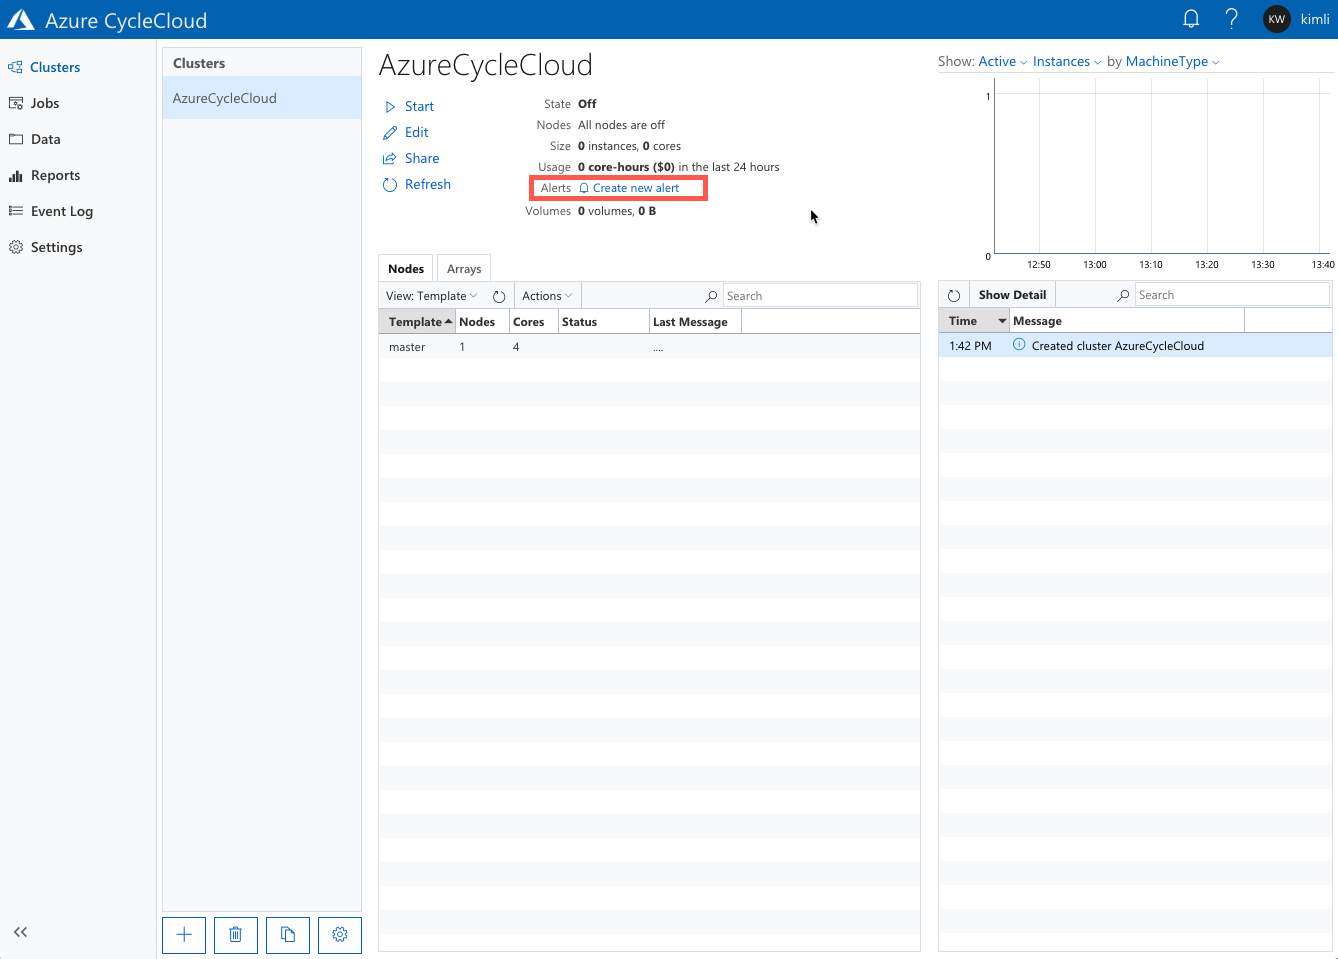 Azure CycleCloud
KW kimli
Clusters
Jobs
Data
Reports
Event Log
Settings
Clusters
AzureCycleCloud
AzureCycleCloud
Start
Edit
Share
Refresh
State Off
Nodes All nodes are off
Size 0 instances, 0 cores
Usage 0 core-hours ($0) in the last 24 hours
Alerts Create new alert
Volumes 0 volumes, 0 B
Show: Active Instances by MachineType
1
0
12:50 13:00 13:10 13:20 13:30 13:40
Nodes Arrays
View: Template Actions Search
Template Nodes Cores Status Last Message
master 1 4 ....
Show Detail Search
Time Message
1:42 PM Created cluster AzureCycleCloud